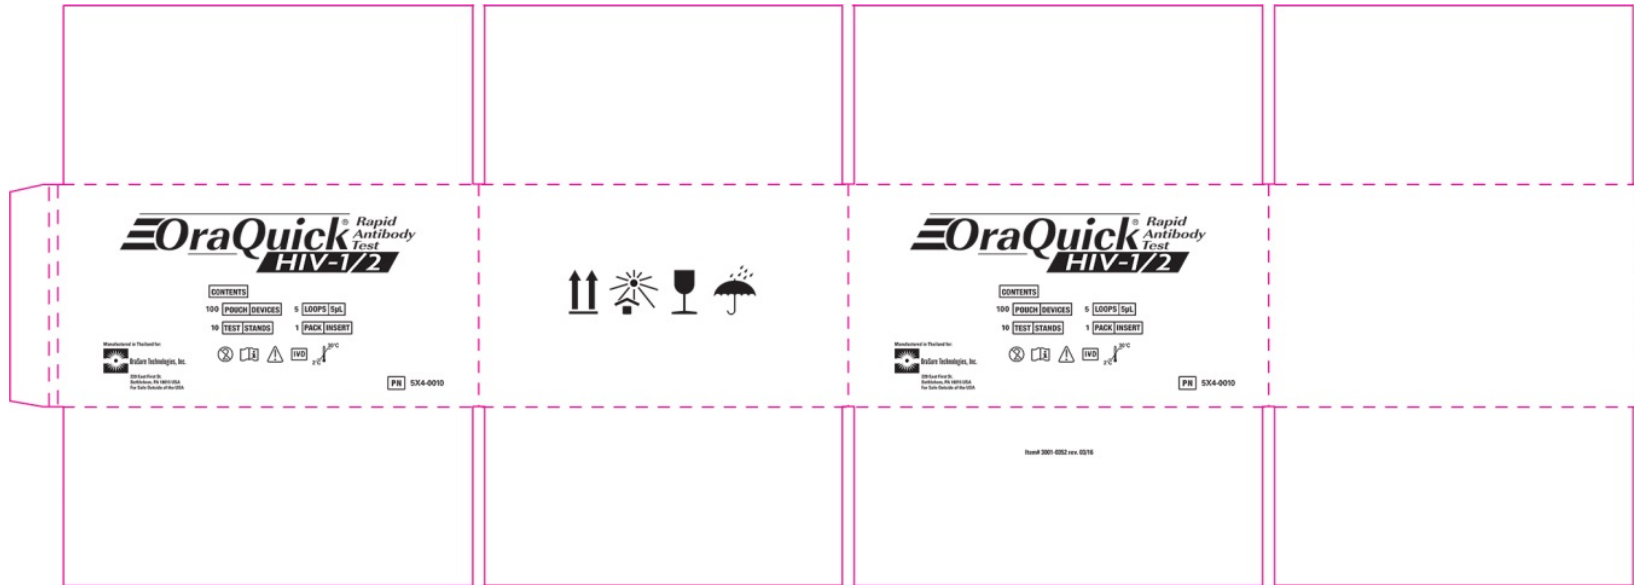 OraQuick® Rapid
Antibody
Test
HIV-1/2
CONTENTS
100 POUCH DEVICES 5 LOOPS 5μL
10 TEST STANDS 1 PACK INSERT
Manufactured in Thailand for:
OraSure Technologies, Inc.
220 East First St.
Bethlehem, PA 18015 USA
For Sale Outside of the USA
IVD
2°C 30°C
PN 5X4-0010
OraQuick® Rapid
Antibody
Test
HIV-1/2
CONTENTS
100 POUCH DEVICES 5 LOOPS 5μL
10 TEST STANDS 1 PACK INSERT
Manufactured in Thailand for:
OraSure Technologies, Inc.
220 East First St.
Bethlehem, PA 18015 USA
For Sale Outside of the USA
IVD
2°C 30°C
PN 5X4-0010
Item# 3001-0352 rev. 03/16